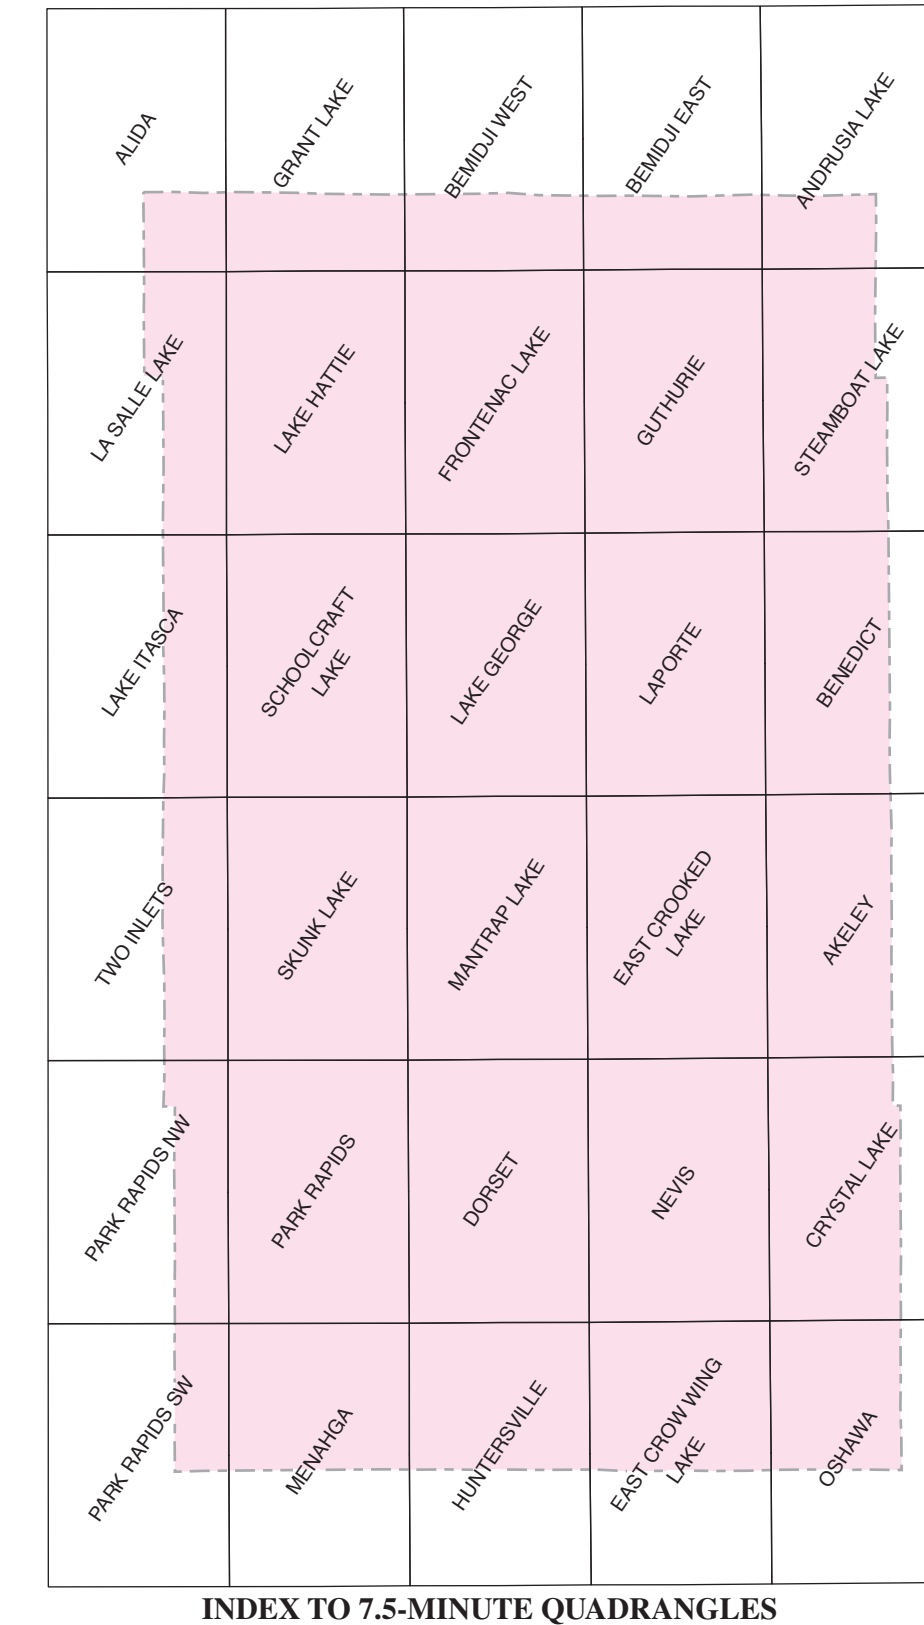 ALIDA
GRANT LAKE
BEMIDJI WEST
BEMIDJI EAST
ANDRUSIA LAKE
LA SALLE LAKE
LAKE HATTIE
FRONTENAC LAKE
GUTHURIE
STEAMBOAT LAKE
LAKE ITASCA
SCHOOLCRAFT
LAKE
LAKE GEORGE
LAPORTE
BENEDICT
TWO INLETS
SKUNK LAKE
MANTRAP LAKE
EAST CROOKED
LAKE
AKELEY
PARK RAPIDS NW
PARK RAPIDS
DORSET
NEVIS
CRYSTAL LAKE
PARK RAPIDS SW
MENAHGA
HUNTERSVILLE
EAST CROW WING
LAKE
OSHAWA
INDEX TO 7.5-MINUTE QUADRANGLES